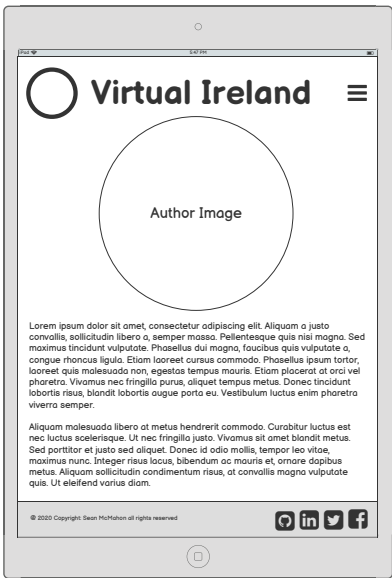 iPad
5:47 PM
Virtual Ireland
Author Image
Lorem ipsum dolor sit amet, consectetur adipiscing elit. Aliquam a justo
convallis, sollicitudin libero a, semper massa. Pellentesque quis nisi magna. Sed
maximus tincidunt vulputate. Phasellus dui magna, faucibus quis vulputate a,
congue rhoncus ligula. Etiam laoreet cursus commodo. Phasellus ipsum tortor,
laoreet quis malesuada non, egestas tempus mauris. Etiam placerat at orci vel
pharetra. Vivamus nec fringilla purus, aliquet tempus metus. Donec tincidunt
lobortis risus, blandit lobortis augue porta eu. Vestibulum luctus enim pharetra
viverra semper.
Aliquam malesuada libero at metus hendrerit commodo. Curabitur luctus est
nec luctus scelerisque. Ut nec fringilla justo. Vivamus sit amet blandit metus.
Sed porttitor et justo sed aliquet. Donec id odio mollis, tempor leo vitae,
maximus nunc. Integer risus lacus, bibendum ac mauris et, ornare dapibus
metus. Aliquam sollicitudin condimentum risus, at convallis magna vulputate
quis. Ut eleifend varius diam.
© 2020 Copyright: Sean McMahon all rights reserved